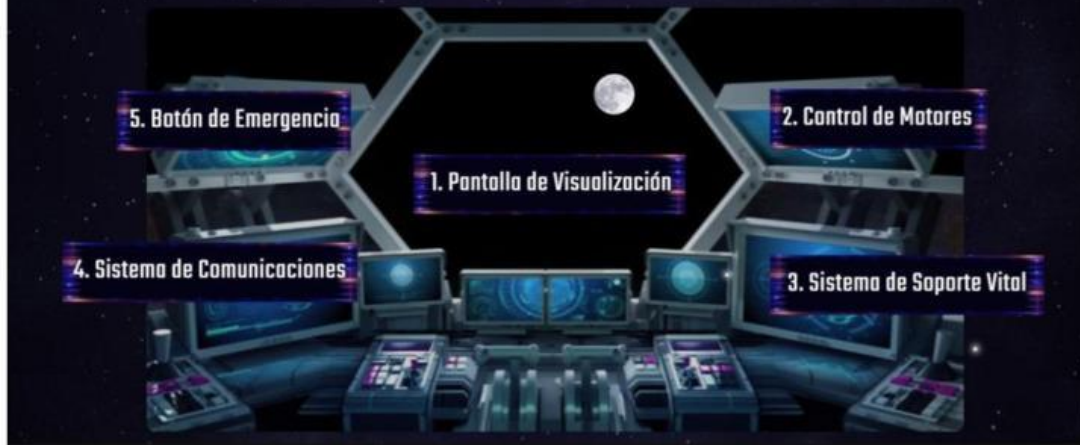 5. Botón de Emergencia
2. Control de Motores
1. Pantalla de Visualización
4. Sistema de Comunicaciones
3. Sistema de Soporte Vital